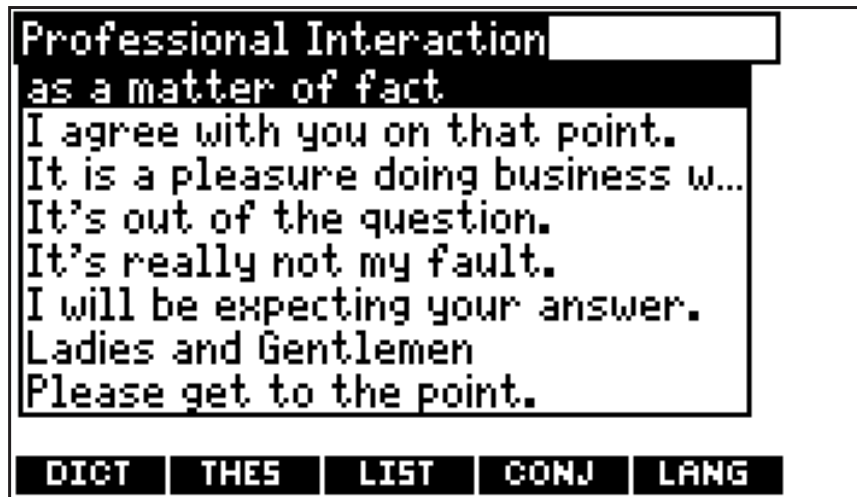 Professional Interaction
as a matter of fact
I agree with you on that point.
It is a pleasure doing business w...
It's out of the question.
It's really not my fault.
I will be expecting your answer.
Ladies and Gentlemen
Please get to the point.
DICT THES LIST CONJ LANG